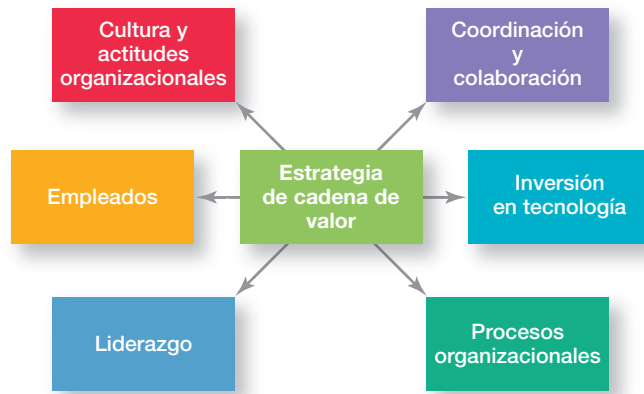 Cultura y
actitudes
organizacionales
Coordinación
y
colaboración
Empleados
Estrategia
de cadena de
valor
Inversión
en tecnología
Liderazgo
Procesos
organizacionales